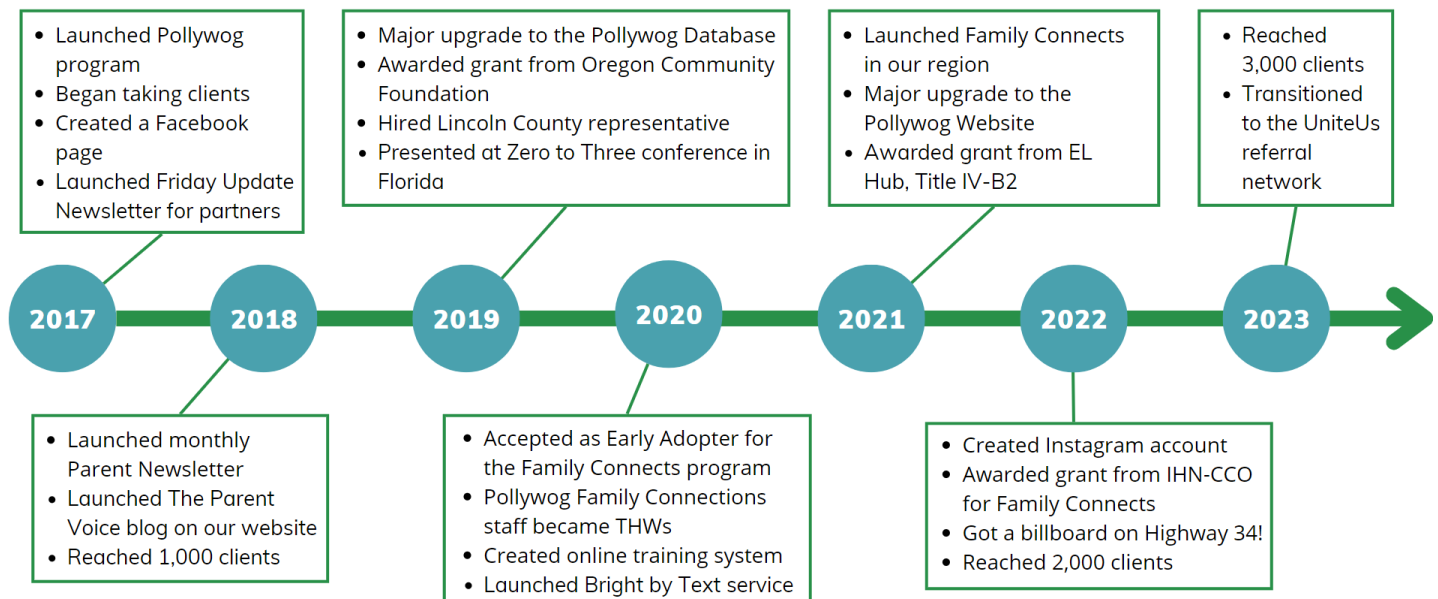 • Launched Pollywog
program
• Began taking clients
• Created a Facebook
page
• Launched Friday Update
Newsletter for partners
• Major upgrade to the Pollywog Database
• Awarded grant from Oregon Community
Foundation
• Hired Lincoln County representative
• Presented at Zero to Three conference in
Florida
• Launched Family Connects
in our region
• Major upgrade to the
Pollywog Website
• Awarded grant from EL
Hub, Title IV-B2
• Reached
3,000 clients
• Transitioned
to the UniteUs
referral
network
2017
2018
2019
2020
2021
2022
2023
• Launched monthly
Parent Newsletter
• Launched The Parent
Voice blog on our website
• Reached 1,000 clients
• Accepted as Early Adopter for
the Family Connects program
• Pollywog Family Connections
staff became THWs
• Created online training system
• Launched Bright by Text service
• Created Instagram account
• Awarded grant from IHN-CCO
for Family Connects
• Got a billboard on Highway 34!
• Reached 2,000 clients